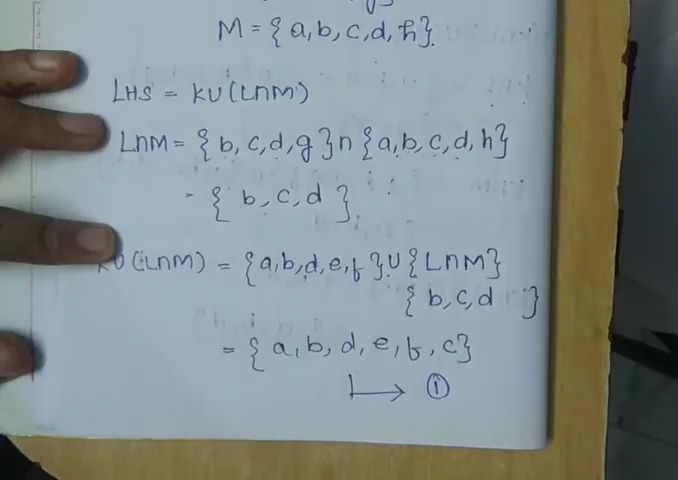 M = {a,b,c,d,h}.
LHS = KU(LnM)
LnM = {b,c,d,g}n{a,b,c,d,h}
= {b,c,d}
KU(LnM) = {a,b,d,e,f}U{LnM}
{b,c,d }
= {a,b,d,e,f,c}
↦ ①